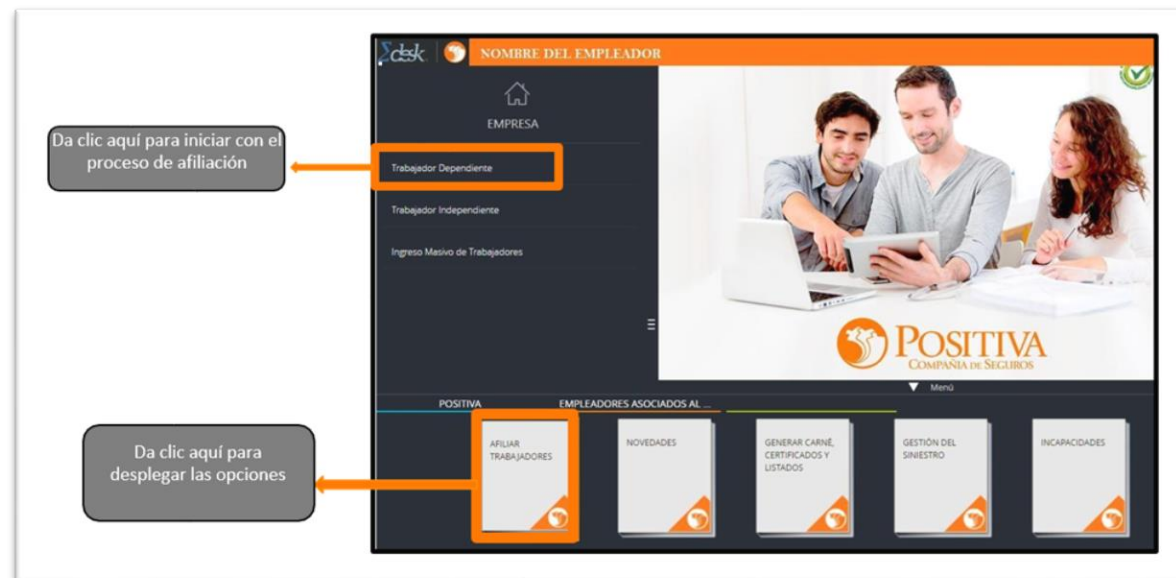 Σdesk
NOMBRE DEL EMPLEADOR
EMPRESA
Da clic aquí para iniciar con el
proceso de afiliación
Trabajador Dependiente
Trabajador Independiente
Ingreso Masivo de Trabajadores
POSITIVA
COMPAÑIA DE SEGUROS
Menú
POSITIVA
EMPLEADORES ASOCIADOS AL ...
Da clic aquí para
desplegar las opciones
AFILIAR
TRABAJADORES
NOVEDADES
GENERAR CARNÉ,
CERTIFICADOS Y
LISTADOS
GESTIÓN DEL
SINIESTRO
INCAPACIDADES